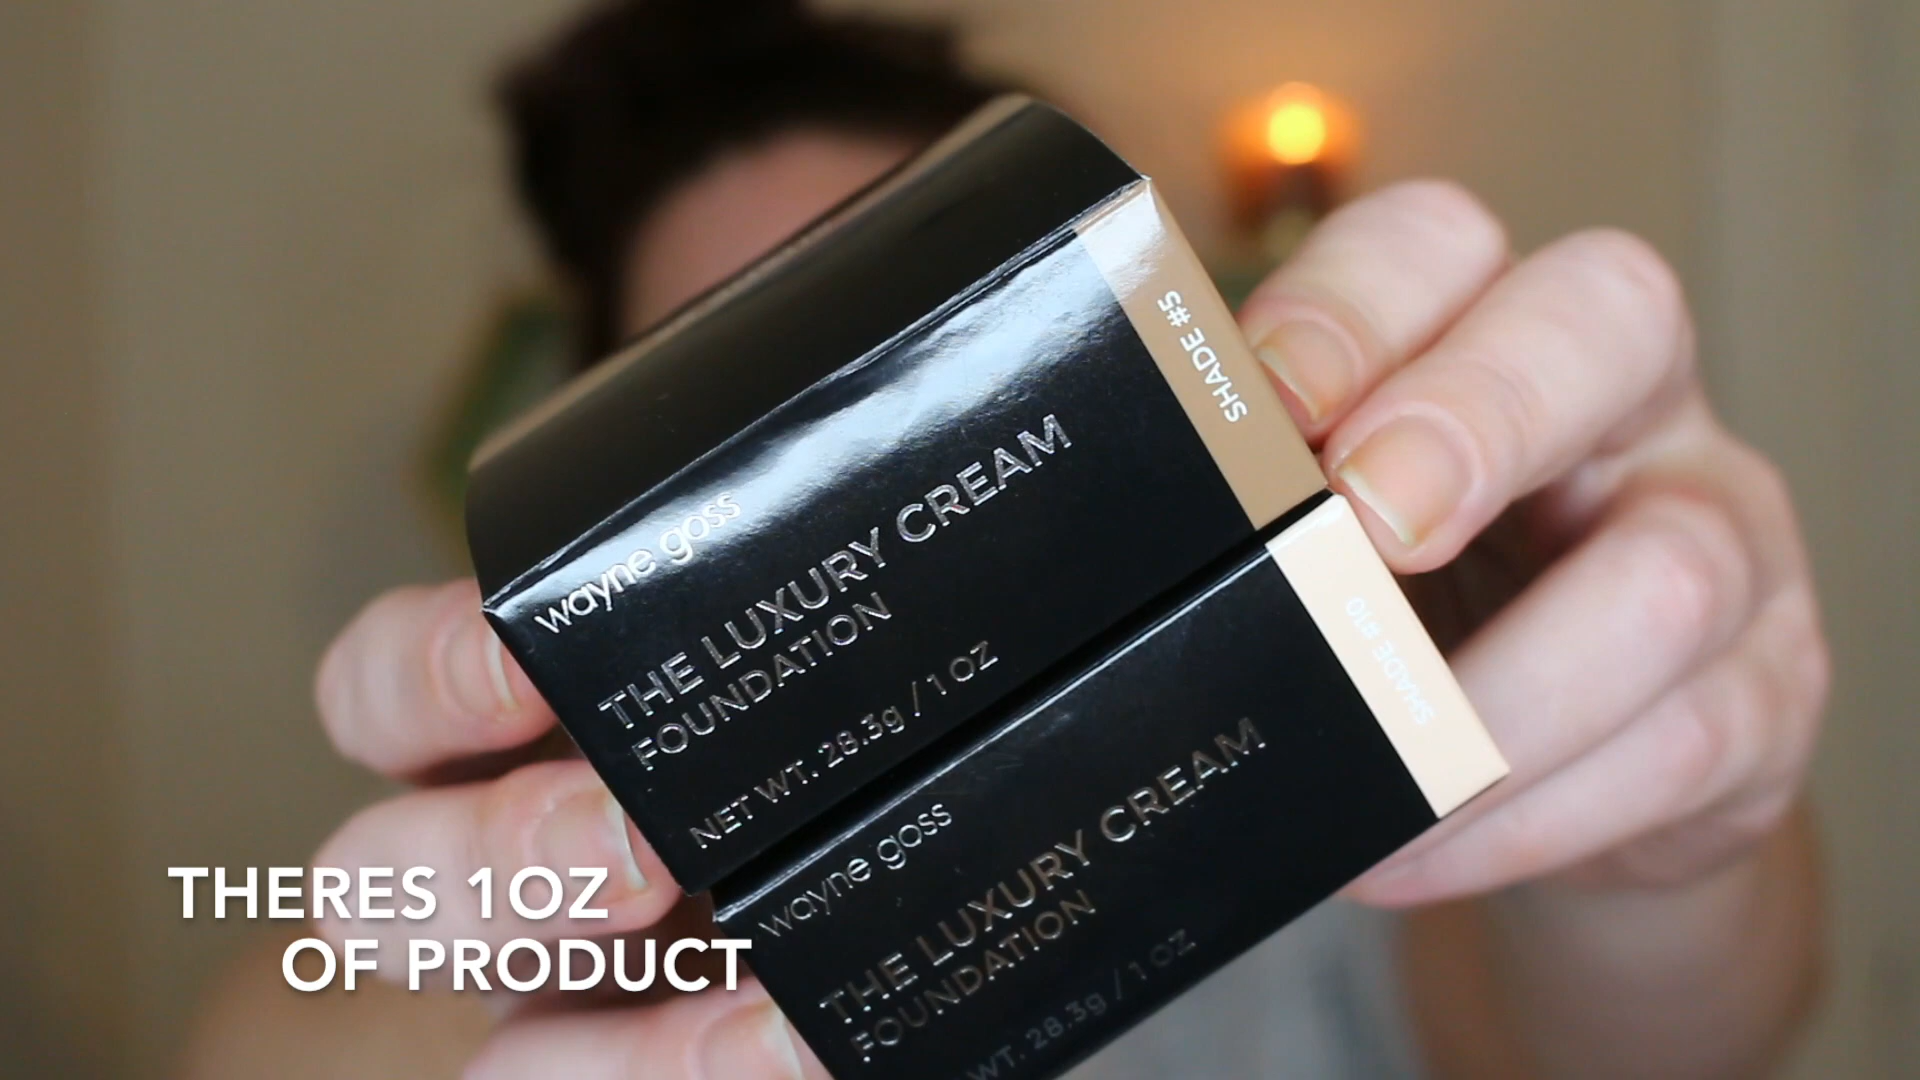 wayne goss
THE LUXURY CREAM
FOUNDATION
NET WT. 28.3g / 1 OZ
SHADE #5
wayne goss
THE LUXURY CREAM
FOUNDATION
WT. 28.3g / 1 OZ
SHADE #10
THERES 1OZ
OF PRODUCT